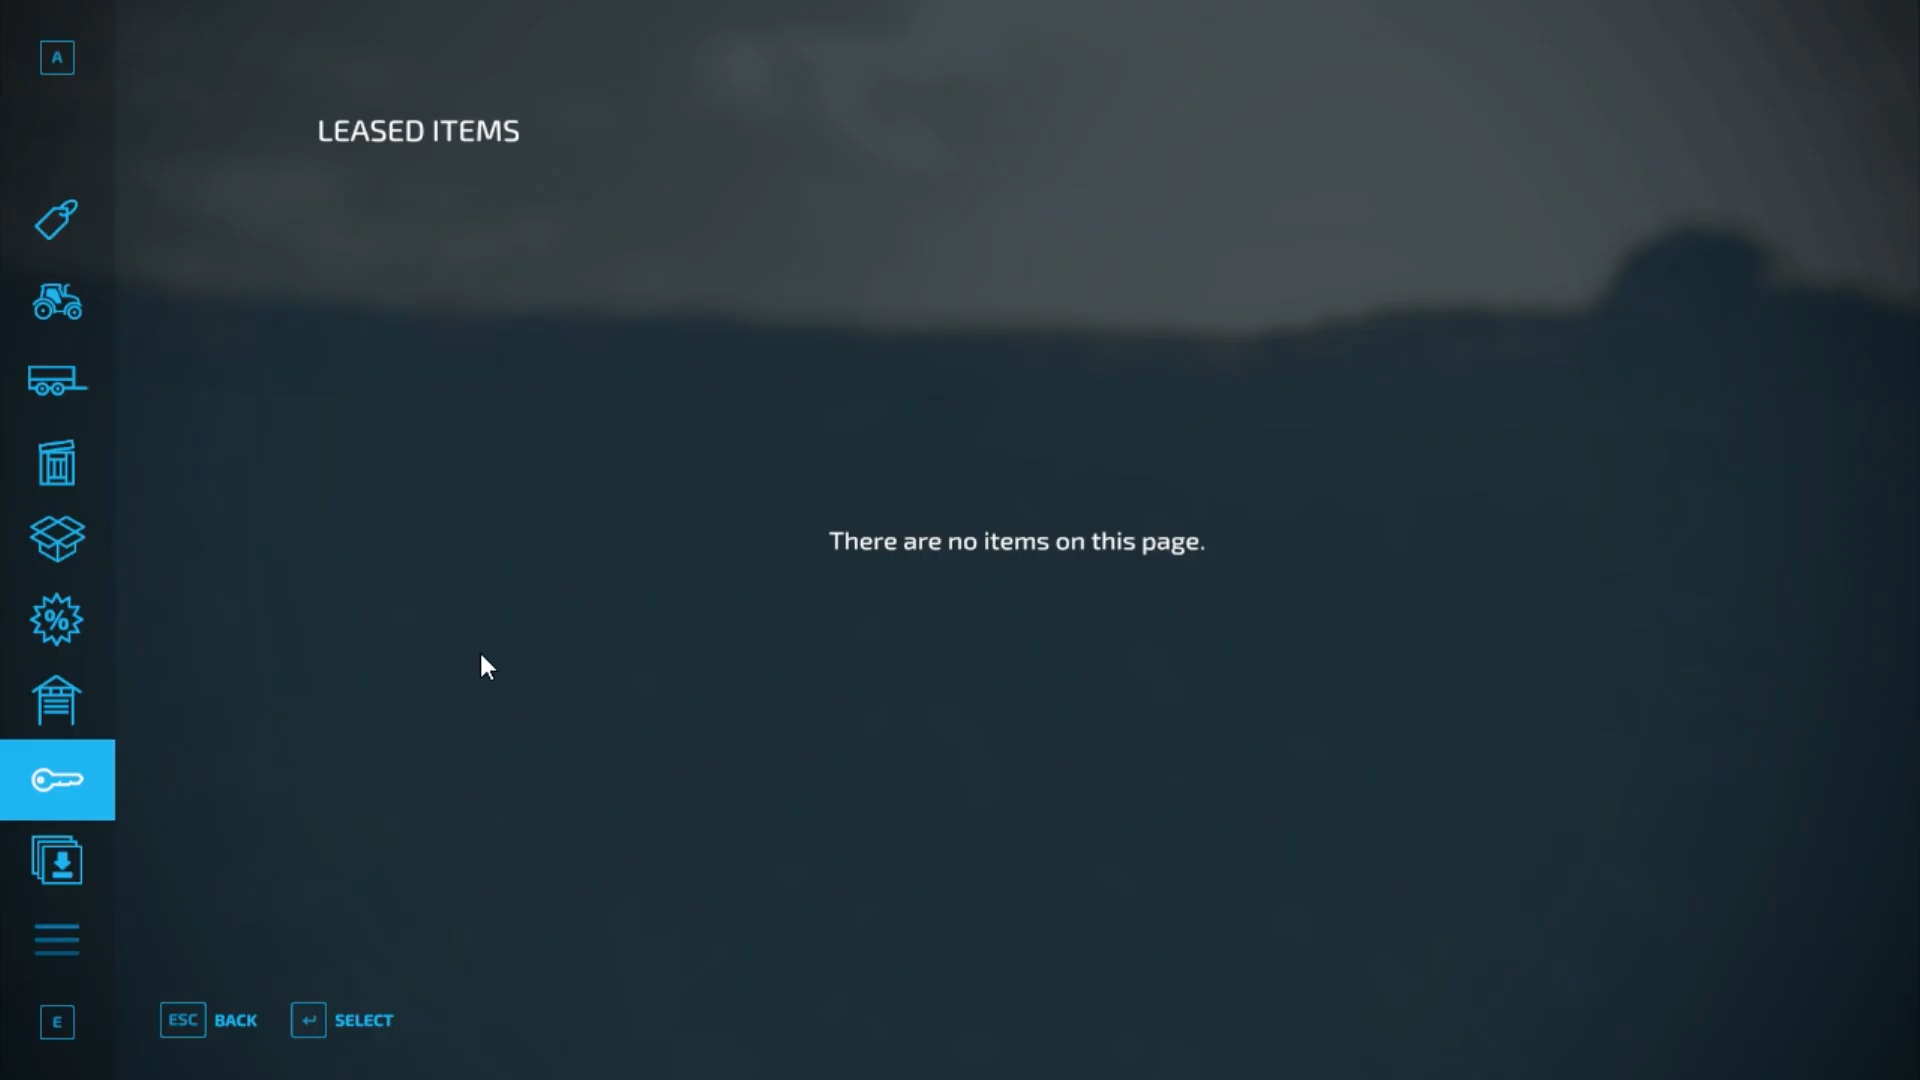 A
LEASED ITEMS
%
There are no items on this page.
E
ESC BACK ↵ SELECT